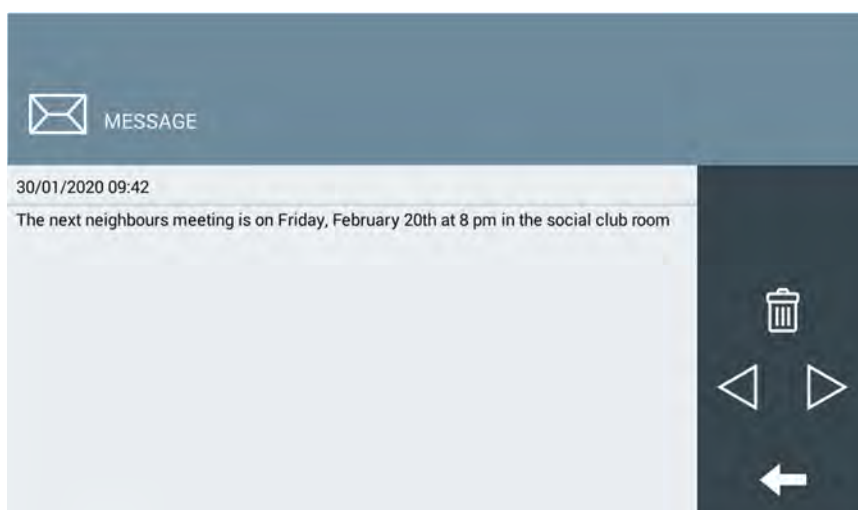 MESSAGE
30/01/2020 09:42
The next neighbours meeting is on Friday, February 20th at 8 pm in the social club room